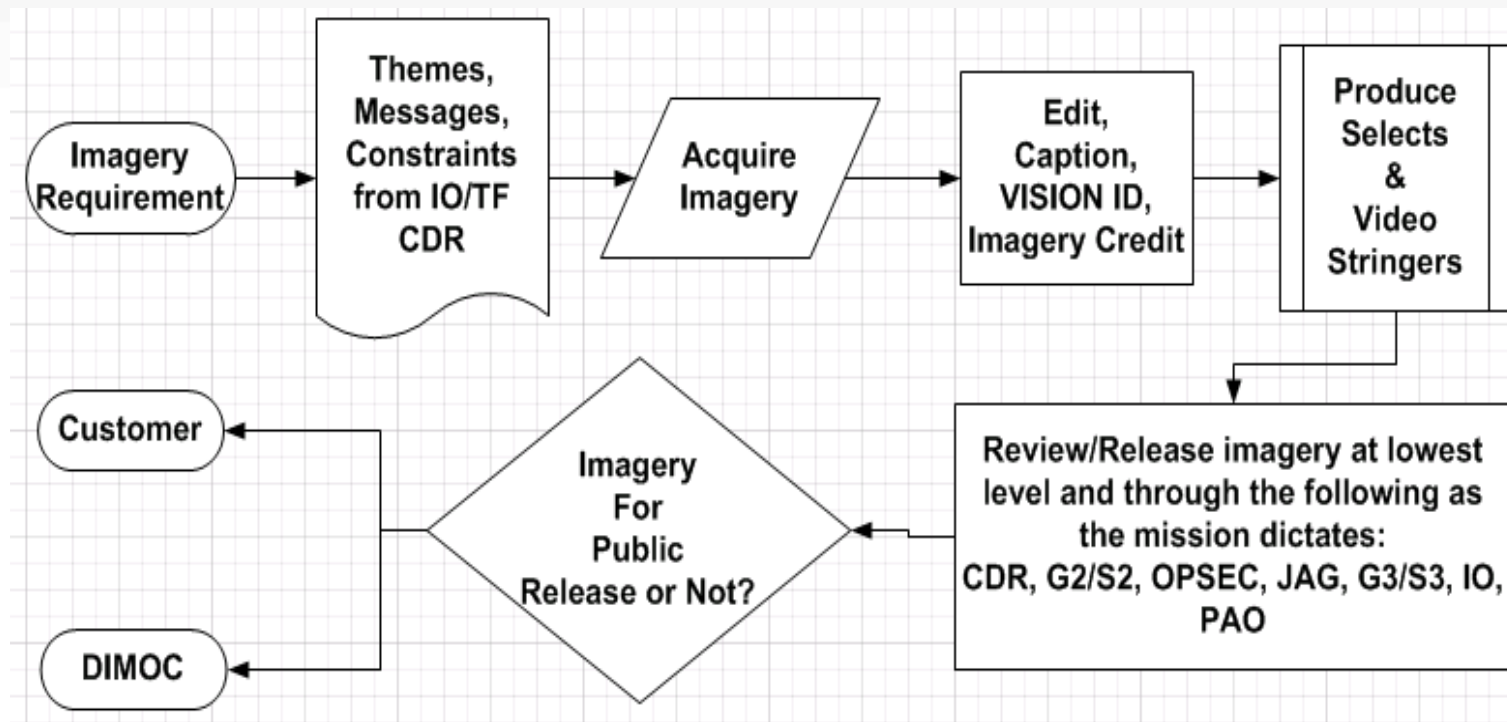 Imagery
Requirement
Themes,
Messages,
Constraints
from IO/TF
CDR
Acquire
Imagery
Edit,
Caption,
VISION ID,
Imagery Credit
Produce
Selects
&
Video
Stringers
Review/Release imagery at lowest
level and through the following as
the mission dictates:
CDR, G2/S2, OPSEC, JAG, G3/S3, IO,
PAO
Imagery
For
Public
Release or Not?
Customer
DIMOC